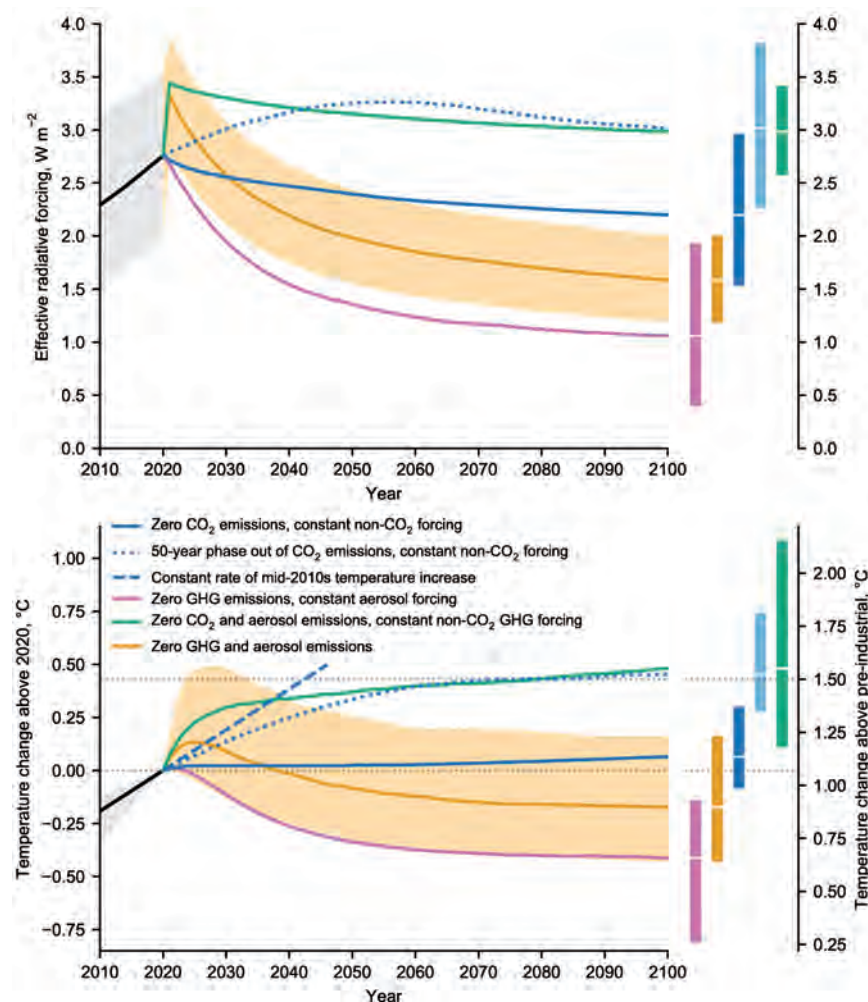 Effective radiative forcing, W m⁻²
4.0 3.5 3.0 2.5 2.0 1.5 1.0 0.5 0.0
2010 2020 2030 2040 2050 2060 2070 2080 2090 2100
Year
4.0 3.5 3.0 2.5 2.0 1.5 1.0 0.5 0.0
Temperature change above 2020, °C
1.00 0.75 0.50 0.25 0.00 −0.25 −0.50 −0.75
Zero CO₂ emissions, constant non-CO₂ forcing
50-year phase out of CO₂ emissions, constant non-CO₂ forcing
Constant rate of mid-2010s temperature increase
Zero GHG emissions, constant aerosol forcing
Zero CO₂ and aerosol emissions, constant non-CO₂ GHG forcing
Zero GHG and aerosol emissions
2010 2020 2030 2040 2050 2060 2070 2080 2090 2100
Year
2.00 1.75 1.50 1.25 1.00 0.75 0.50 0.25
Temperature change above pre-industrial, °C